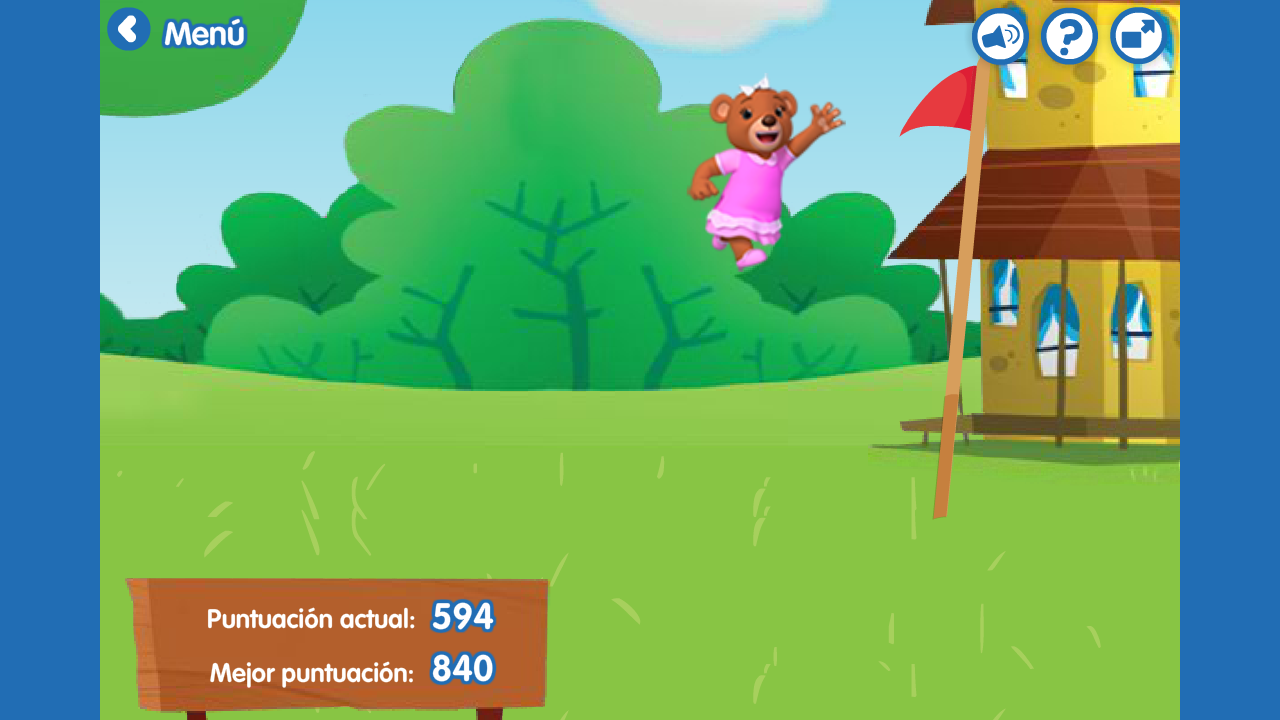 Menú
?
Puntuación actual: 594
Mejor puntuación: 840